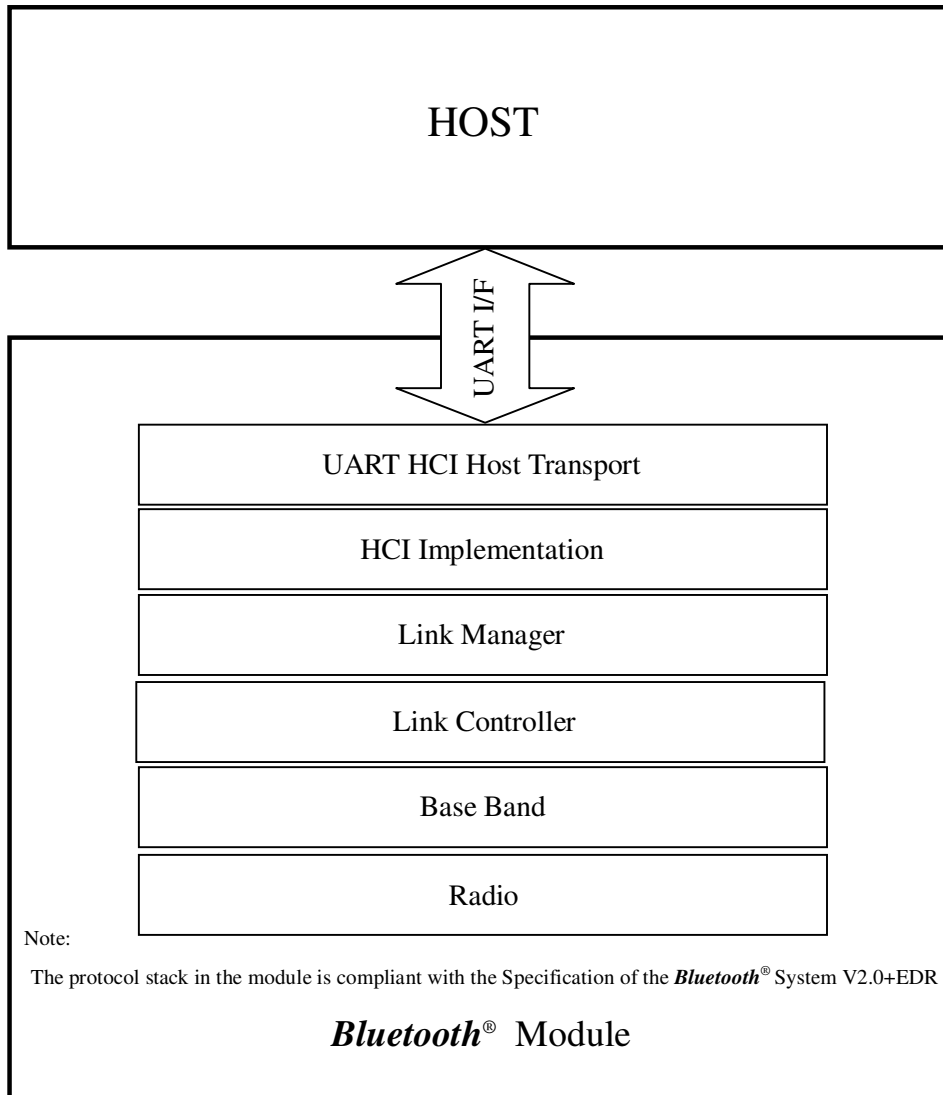 HOST
UART I/F
UART HCI Host Transport
HCI Implementation
Link Manager
Link Controller
Base Band
Radio
Note:
The protocol stack in the module is compliant with the Specification of the Bluetooth® System V2.0+EDR
Bluetooth® Module